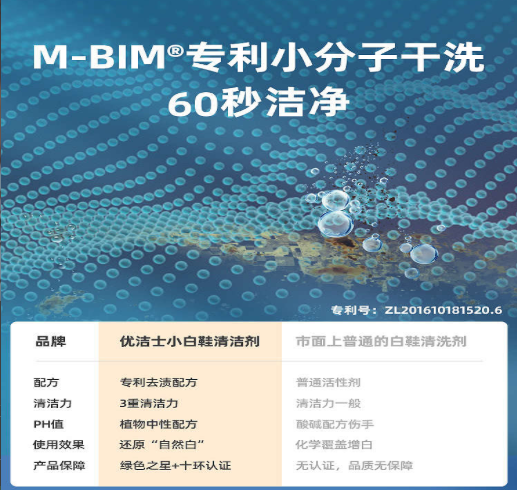 M-BIM®专利小分子干洗
60秒洁净
专利号：ZL201610181520.6
品牌 优洁士小白鞋清洁剂 市面上普通的白鞋清洗剂
配方 专利去渍配方 普通活性剂
清洁力 3重清洁力 清洁力一般
PH值 植物中性配方 酸碱配方伤手
使用效果 还原“自然白” 化学覆盖增白
产品保障 绿色之星+十环认证 无认证，品质无保障